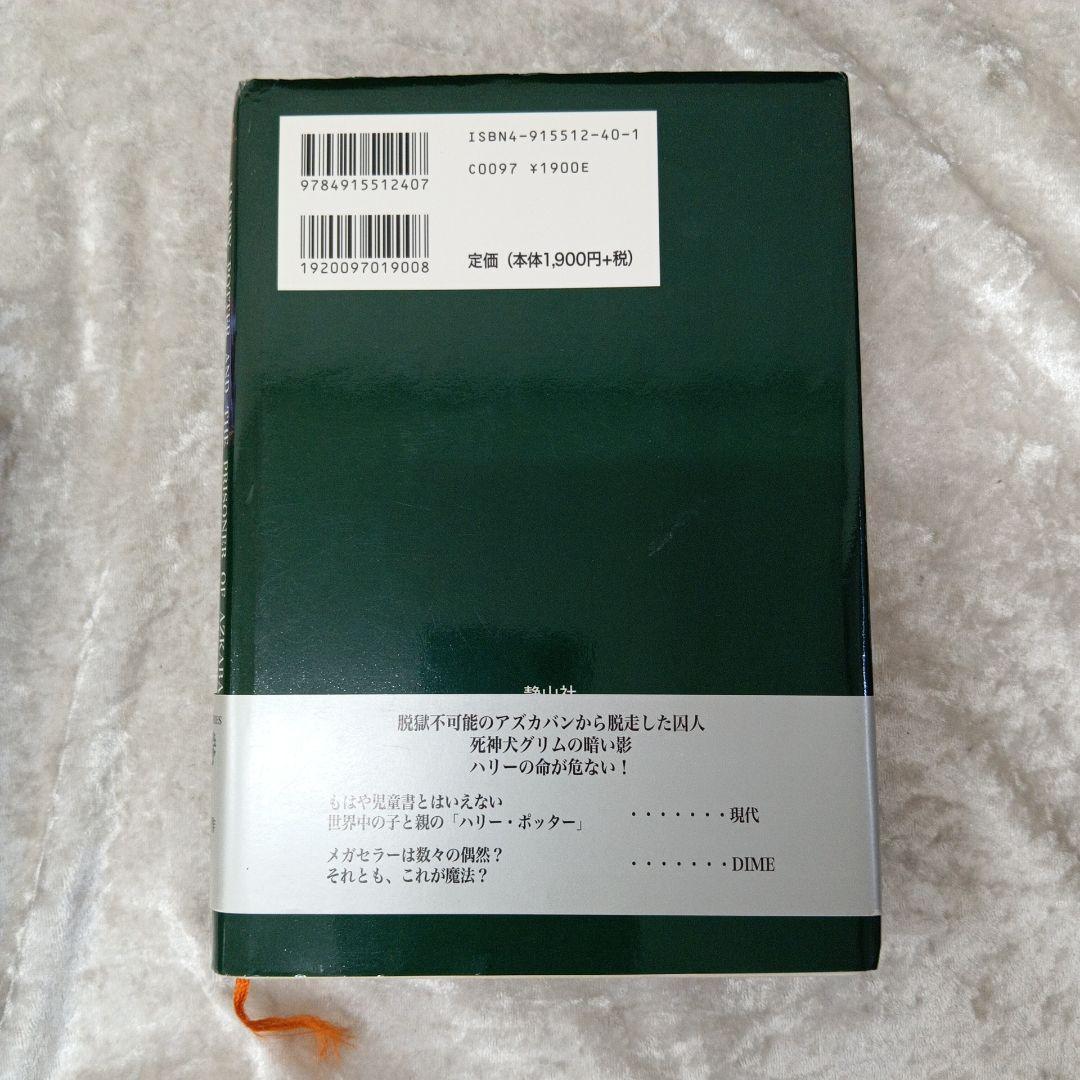 ISBN4-915512-40-1
C0097 ¥1900E
9784915512407
1920097019008
定価（本体1,900円+税）
AND THE PRISONER OF AZKABA
静山社
脱獄不可能のアズカバンから脱走した囚人
死神犬グリムの暗い影
ハリーの命が危ない！
もはや児童書とはいえない
世界中の子と親の「ハリー・ポッター」 ・・・・・・・現代
メガセラーは数々の偶然？
それとも、これが魔法？ ・・・・・・・DIME